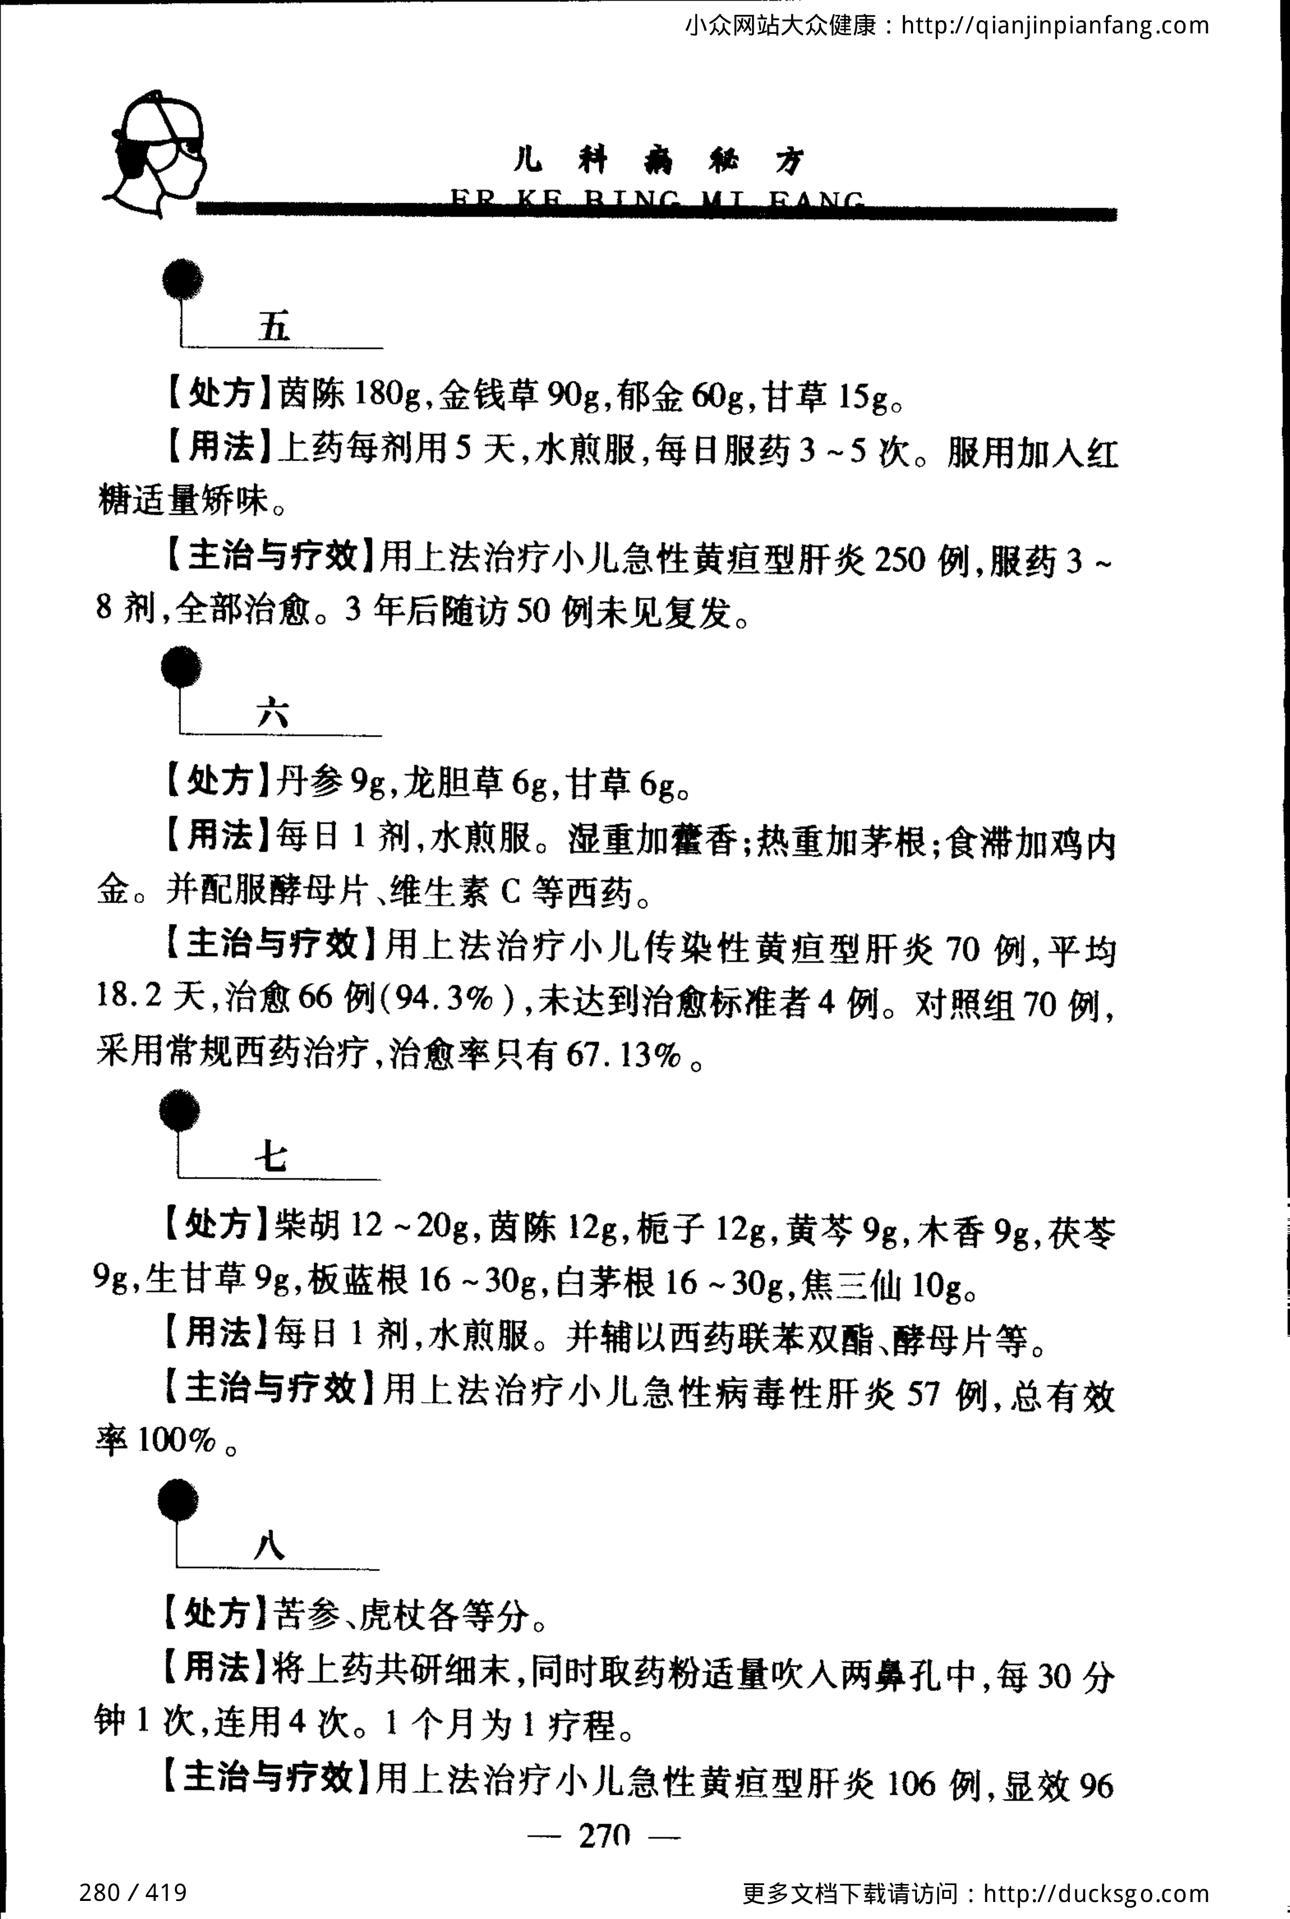 小众网站大众健康：http://qianjinpianfang.com
儿科病秘方
ER KE BING MI FANG
五
【处方】茵陈 180g,金钱草 90g,郁金 60g,甘草 15g。
【用法】上药每剂用 5 天,水煎服,每日服药 3 ~ 5 次。服用加入红
糖适量矫味。
【主治与疗效】用上法治疗小儿急性黄疸型肝炎 250 例,服药 3 ~
8 剂,全部治愈。3 年后随访 50 例未见复发。
六
【处方】丹参 9g,龙胆草 6g,甘草 6g。
【用法】每日 1 剂,水煎服。湿重加藿香;热重加茅根;食滞加鸡内
金。并配服酵母片、维生素 C 等西药。
【主治与疗效】用上法治疗小儿传染性黄疸型肝炎 70 例,平均
18.2 天,治愈 66 例(94.3%),未达到治愈标准者 4 例。对照组 70 例,
采用常规西药治疗,治愈率只有 67.13%。
七
【处方】柴胡 12 ~ 20g,茵陈 12g,栀子 12g,黄芩 9g,木香 9g,茯苓
9g,生甘草 9g,板蓝根 16 ~ 30g,白茅根 16 ~ 30g,焦三仙 10g。
【用法】每日 1 剂,水煎服。并辅以西药联苯双酯、酵母片等。
【主治与疗效】用上法治疗小儿急性病毒性肝炎 57 例,总有效
率 100%。
八
【处方】苦参、虎杖各等分。
【用法】将上药共研细末,同时取药粉适量吹入两鼻孔中,每 30 分
钟 1 次,连用 4 次。1 个月为 1 疗程。
【主治与疗效】用上法治疗小儿急性黄疸型肝炎 106 例,显效 96
— 270 —
280 / 419
更多文档下载请访问：http://ducksgo.com